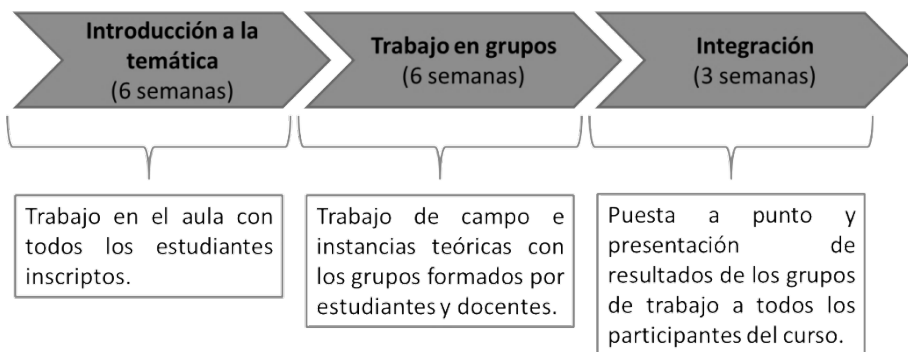 Introducción a la
temática
(6 semanas)
Trabajo en grupos
(6 semanas)
Integración
(3 semanas)
Trabajo en el aula con
todos los estudiantes
inscriptos.
Trabajo de campo e
instancias teóricas con
los grupos formados por
estudiantes y docentes.
Puesta a punto y
presentación de
resultados de los grupos
de trabajo a todos los
participantes del curso.